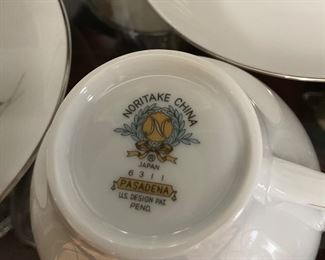 NORITAKE CHINA
N
®
JAPAN
6311
PASADENA
U.S. DESIGN PAT.
PEND.